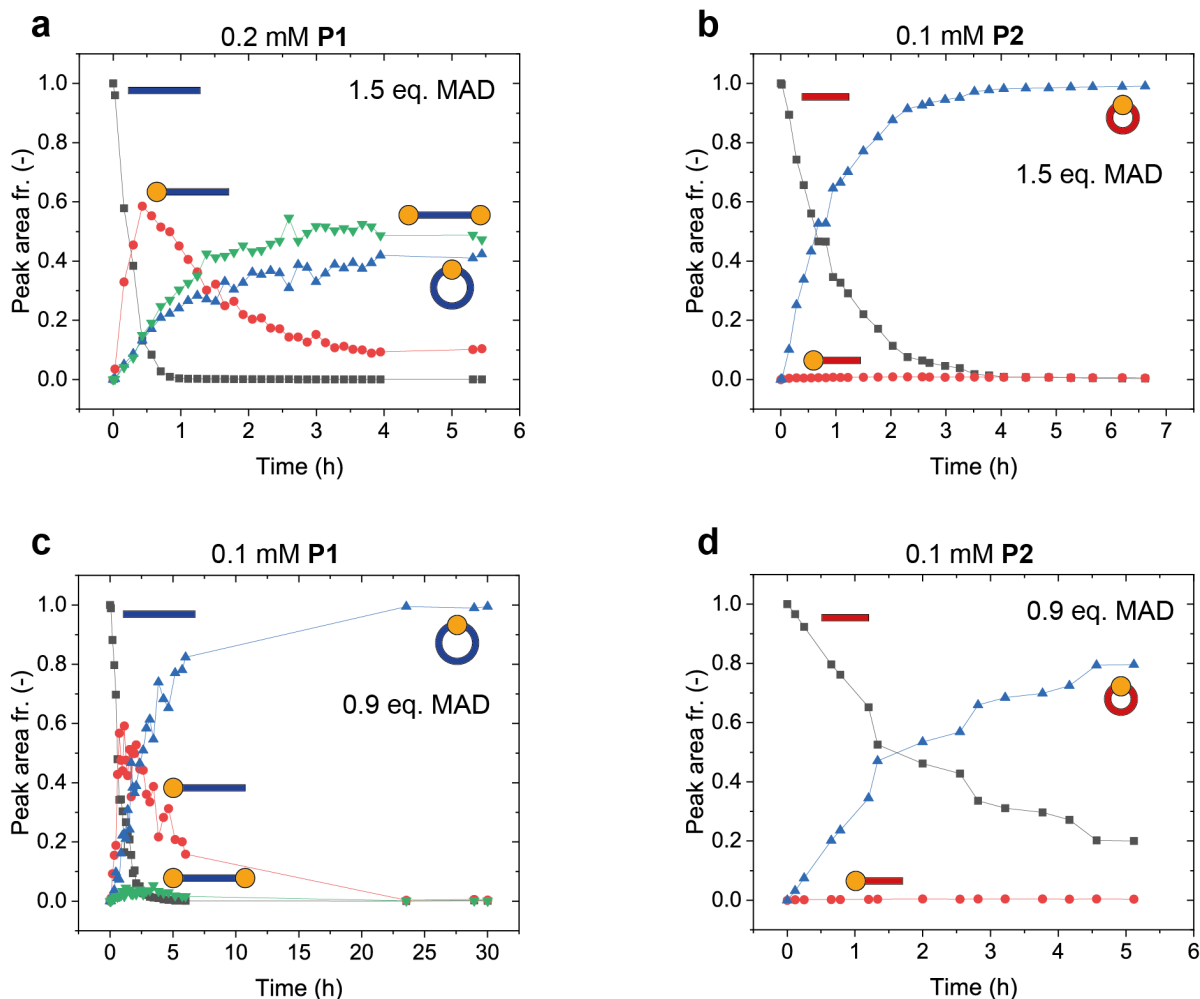 a
0.2 mM P1
1.5 eq. MAD
Peak area fr. (-)
1.0
0.8
0.6
0.4
0.2
0.0
0 1 2 3 4 5 6
Time (h)
b
0.1 mM P2
1.5 eq. MAD
Peak area fr. (-)
1.0
0.8
0.6
0.4
0.2
0.0
0 1 2 3 4 5 6 7
Time (h)
c
0.1 mM P1
0.9 eq. MAD
Peak area fr. (-)
1.0
0.8
0.6
0.4
0.2
0.0
0 5 10 15 20 25 30
Time (h)
d
0.1 mM P2
0.9 eq. MAD
Peak area fr. (-)
1.0
0.8
0.6
0.4
0.2
0.0
0 1 2 3 4 5 6
Time (h)